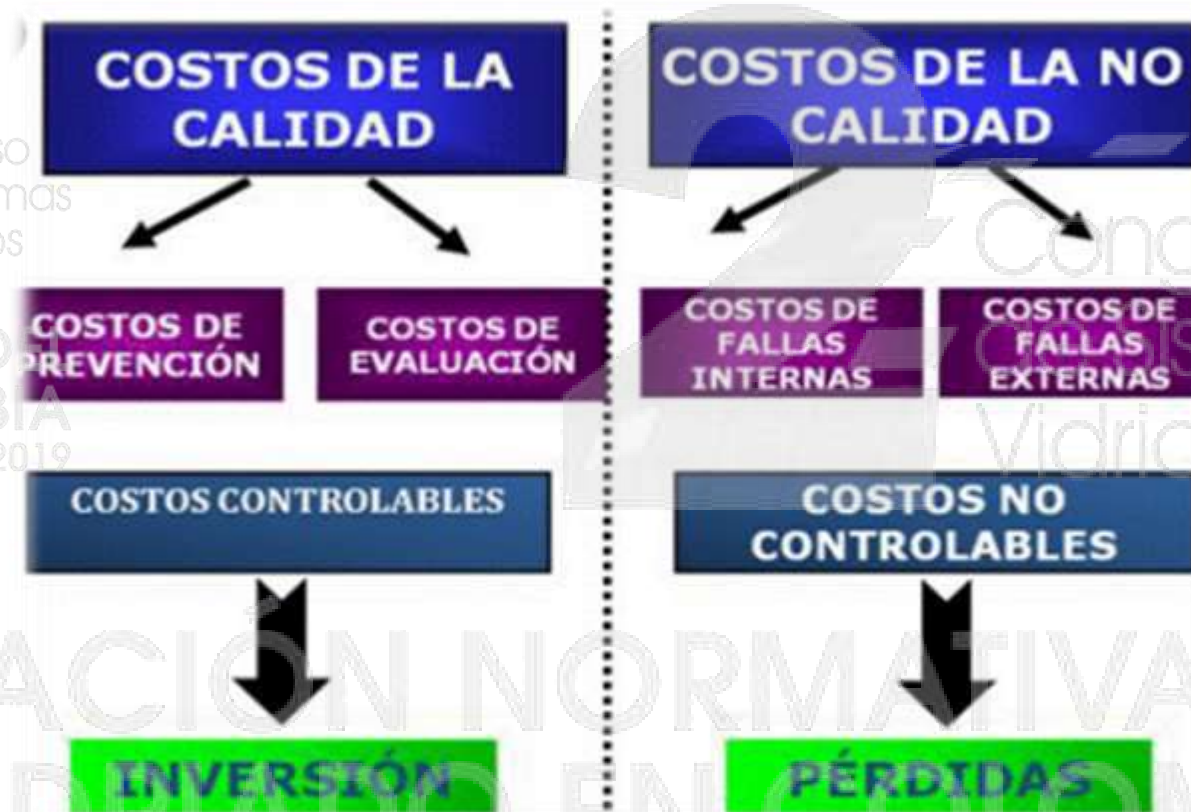 COSTOS DE LA
CALIDAD
COSTOS DE
PREVENCIÓN
COSTOS DE
EVALUACIÓN
COSTOS CONTROLABLES
INVERSIÓN
COSTOS DE LA NO
CALIDAD
COSTOS DE
FALLAS
INTERNAS
COSTOS DE
FALLAS
EXTERNAS
COSTOS NO
CONTROLABLES
PÉRDIDAS
2019